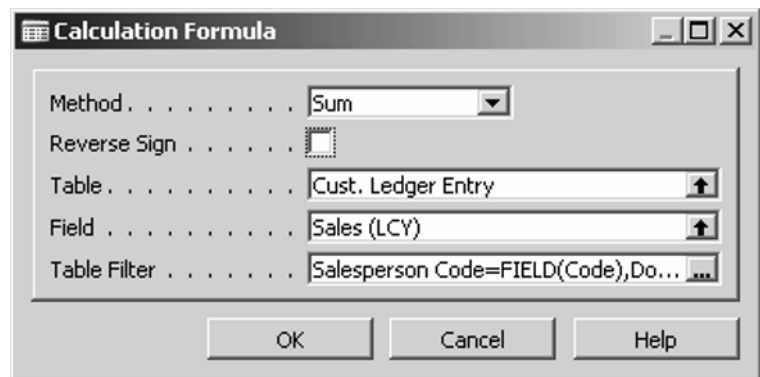 Calculation Formula
Method . . . . . . . . . Sum
Reverse Sign . . . . . .
Table . . . . . . . . . . Cust. Ledger Entry
Field . . . . . . . . . . Sales (LCY)
Table Filter . . . . . . . Salesperson Code=FIELD(Code),Do... ...
OK Cancel Help